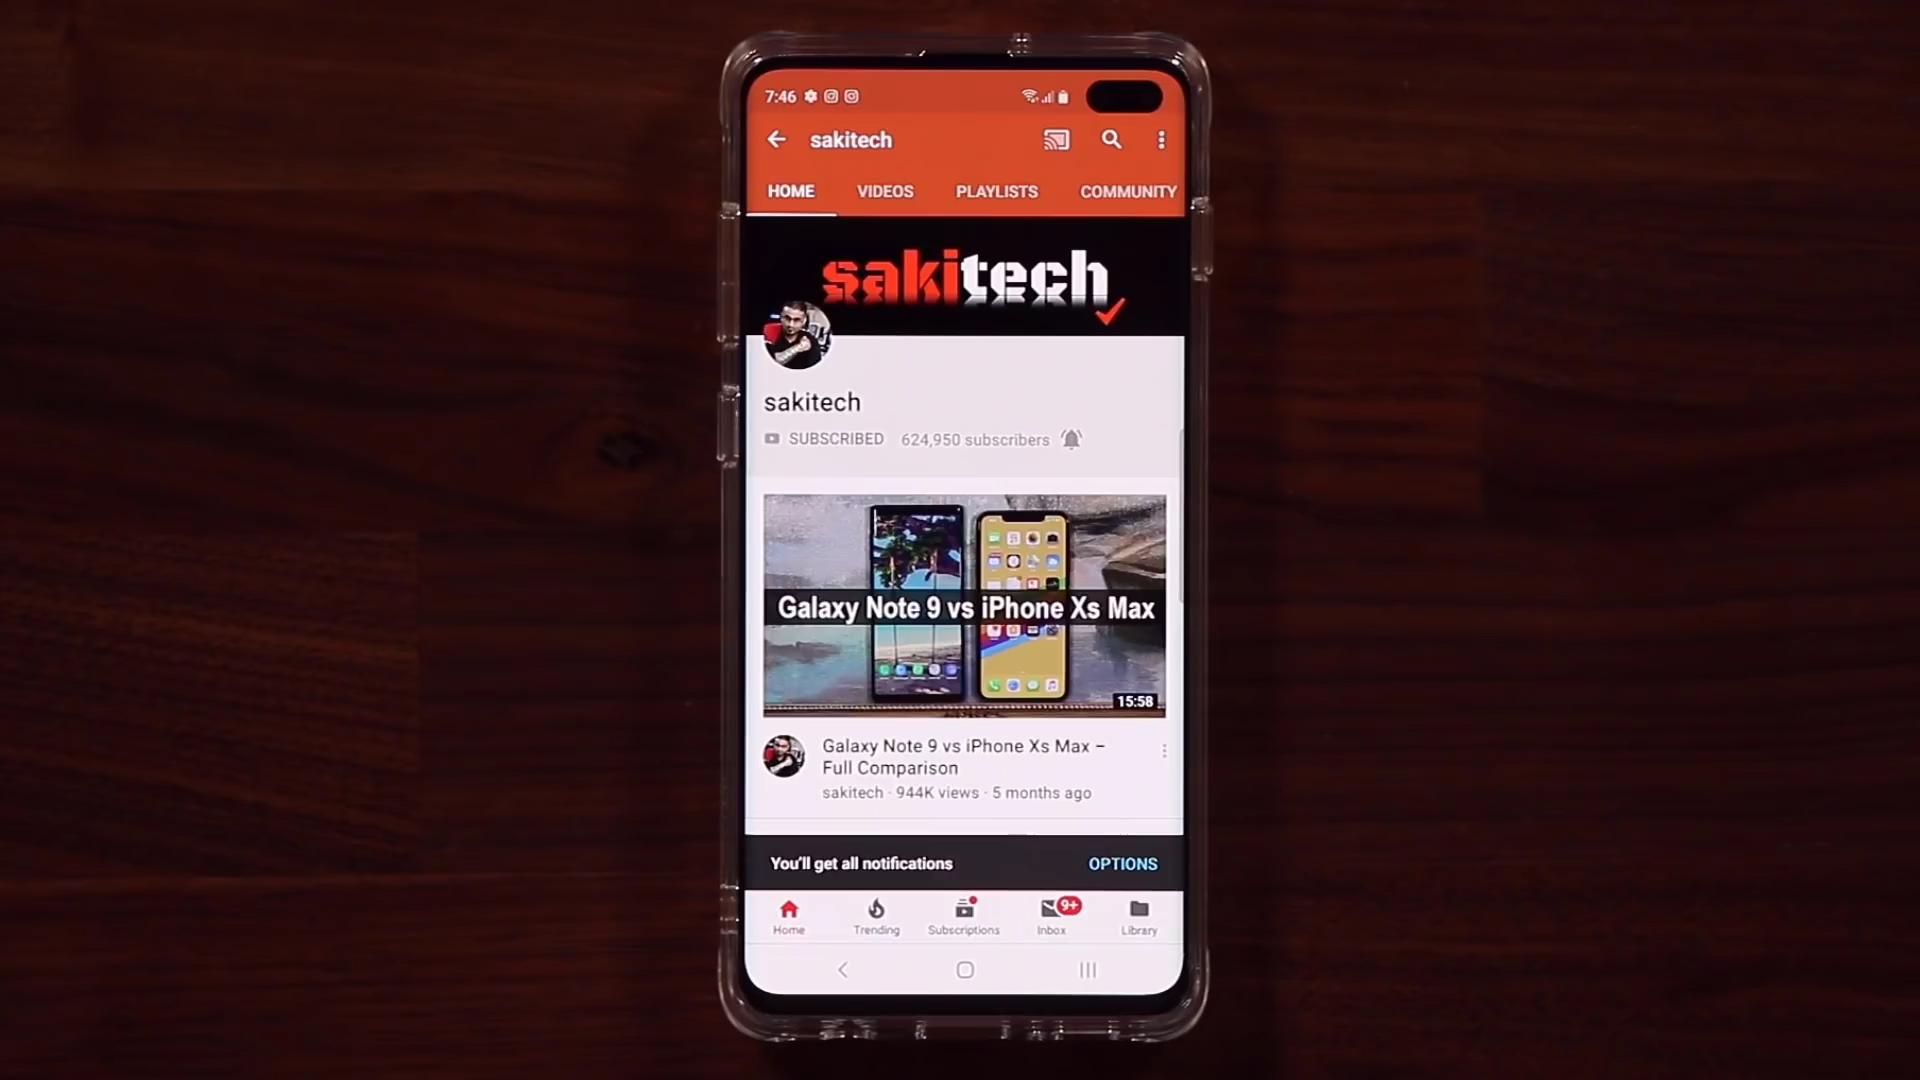 7:46
sakitech
HOME VIDEOS PLAYLISTS COMMUNITY
sakitech
sakitech
SUBSCRIBED 624,950 subscribers
Galaxy Note 9 vs iPhone Xs Max
15:58
Galaxy Note 9 vs iPhone Xs Max –
Full Comparison
sakitech · 944K views · 5 months ago
You'll get all notifications OPTIONS
9+
Home Trending Subscriptions Inbox Library